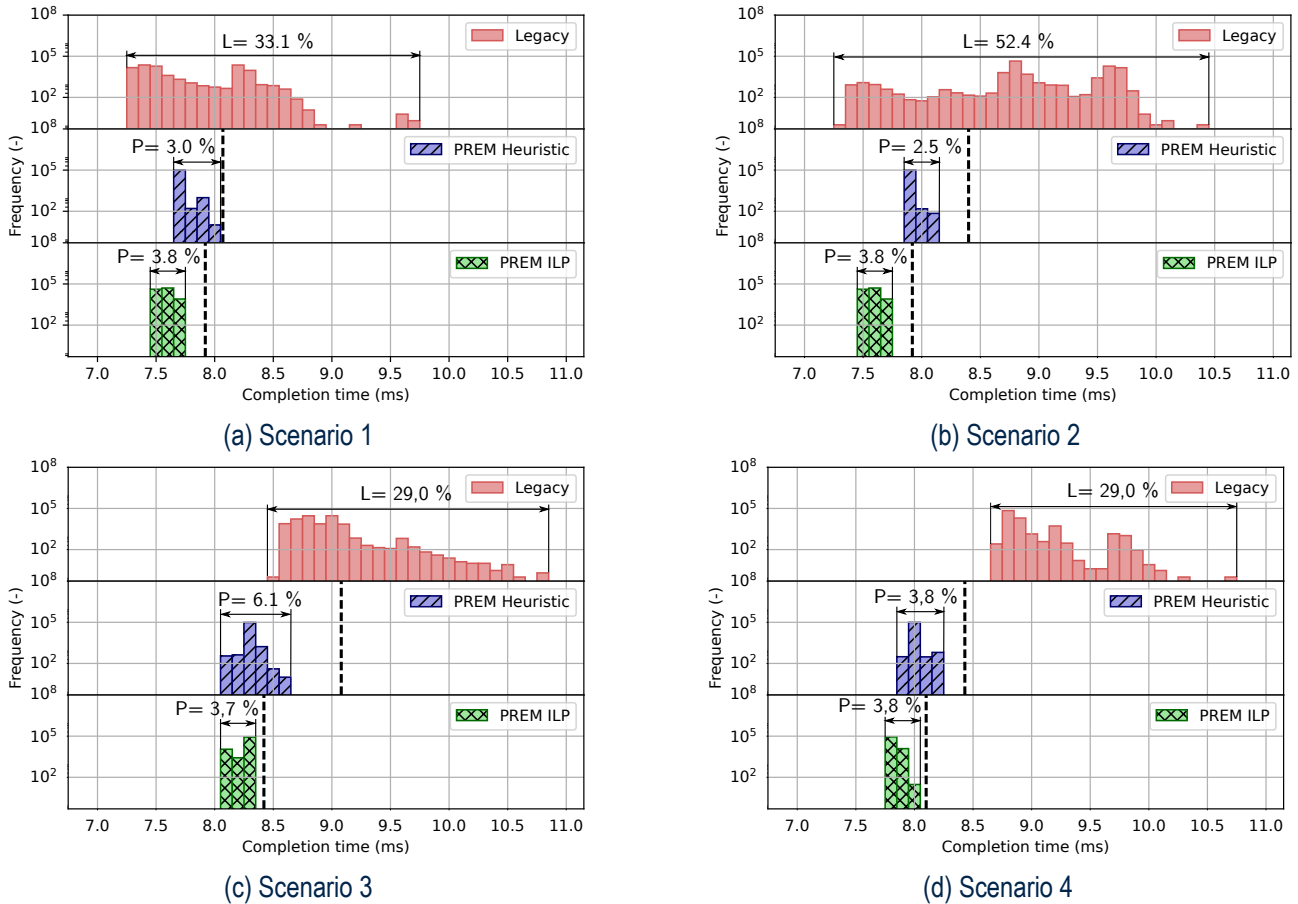 10^8
L= 33.1 %
Legacy
10^5
10^2
10^8
P= 3.0 %
PREM Heuristic
10^5
10^2
10^8
P= 3.8 %
PREM ILP
10^5
10^2
Frequency (-)
7.0 7.5 8.0 8.5 9.0 9.5 10.0 10.5 11.0
Completion time (ms)
(a) Scenario 1
10^8
L= 52.4 %
Legacy
10^5
10^2
10^8
P= 2.5 %
PREM Heuristic
10^5
10^2
10^8
P= 3.8 %
PREM ILP
10^5
10^2
Frequency (-)
7.0 7.5 8.0 8.5 9.0 9.5 10.0 10.5 11.0
Completion time (ms)
(b) Scenario 2
10^8
L= 29,0 %
Legacy
10^5
10^2
10^8
P= 6.1 %
PREM Heuristic
10^5
10^2
10^8
P= 3,7 %
PREM ILP
10^5
10^2
Frequency (-)
7.0 7.5 8.0 8.5 9.0 9.5 10.0 10.5 11.0
Completion time (ms)
(c) Scenario 3
10^8
L= 29,0 %
Legacy
10^5
10^2
10^8
P= 3,8 %
PREM Heuristic
10^5
10^2
10^8
P= 3,8 %
PREM ILP
10^5
10^2
Frequency (-)
7.0 7.5 8.0 8.5 9.0 9.5 10.0 10.5 11.0
Completion time (ms)
(d) Scenario 4